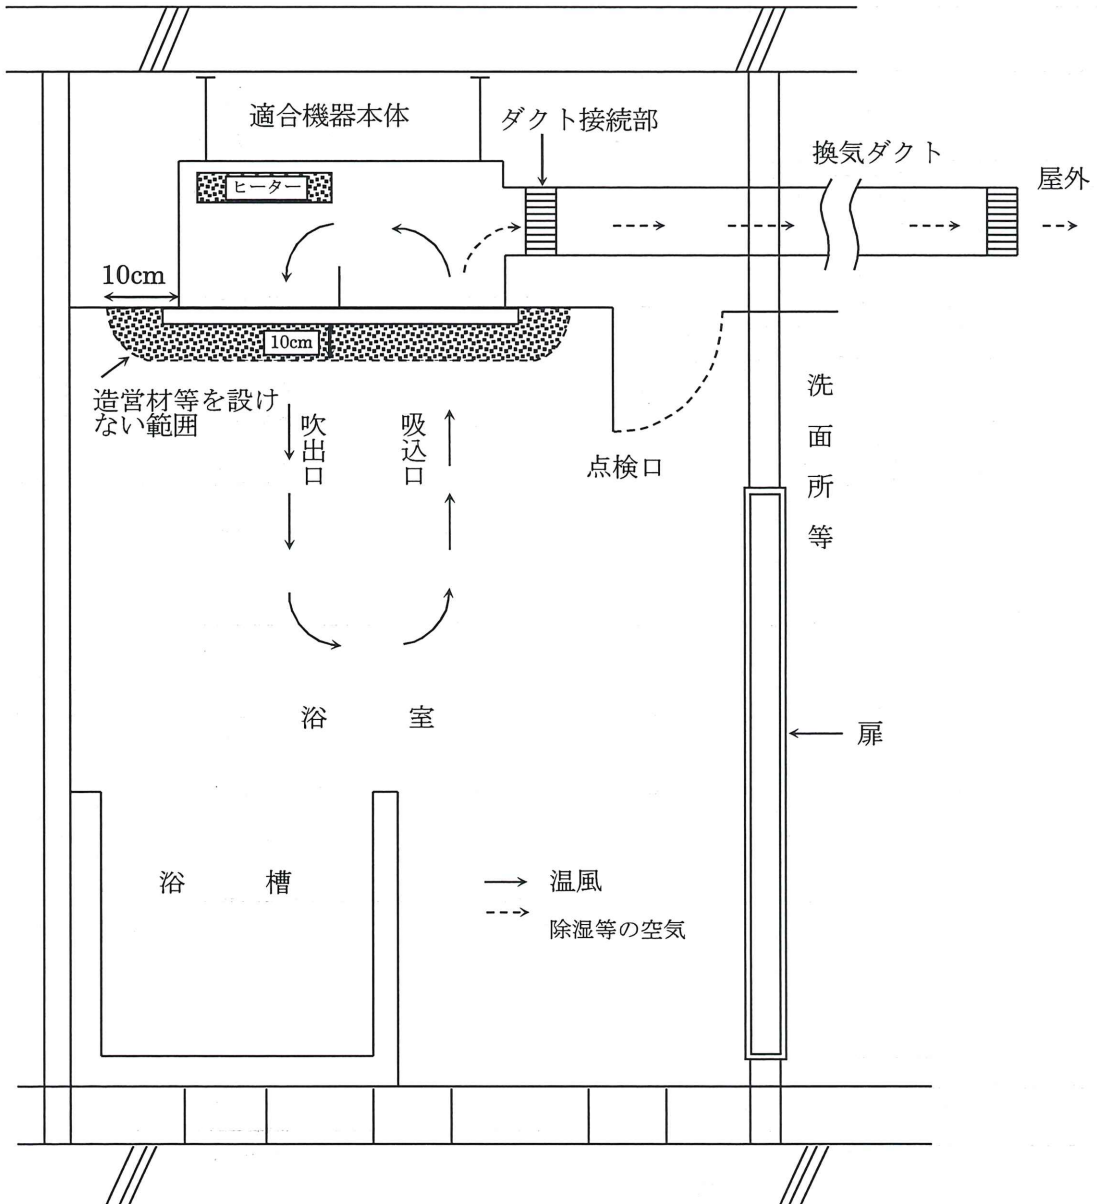 適合機器本体
ダクト接続部
換気ダクト
屋外
ヒーター
10cm
10cm
造営材等を設け
ない範囲
吹出口
吸込口
点検口
洗面所等
浴室
扉
浴槽
温風
除湿等の空気